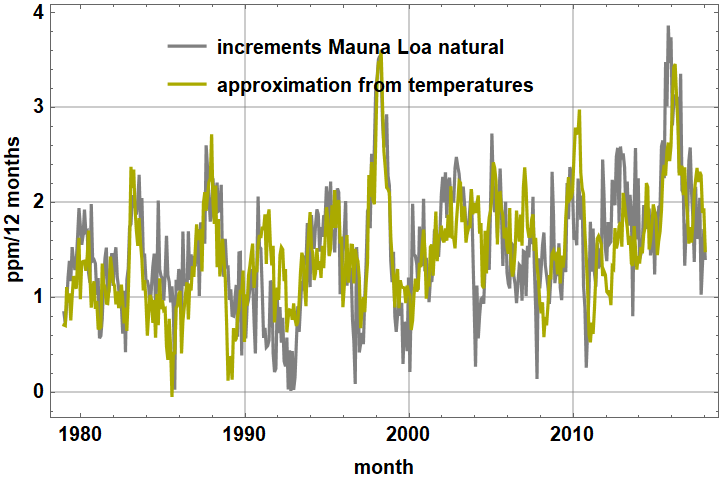 4
increments Mauna Loa natural
approximation from temperatures
3
2
1
0
ppm/12 months
1980
1990
2000
2010
month